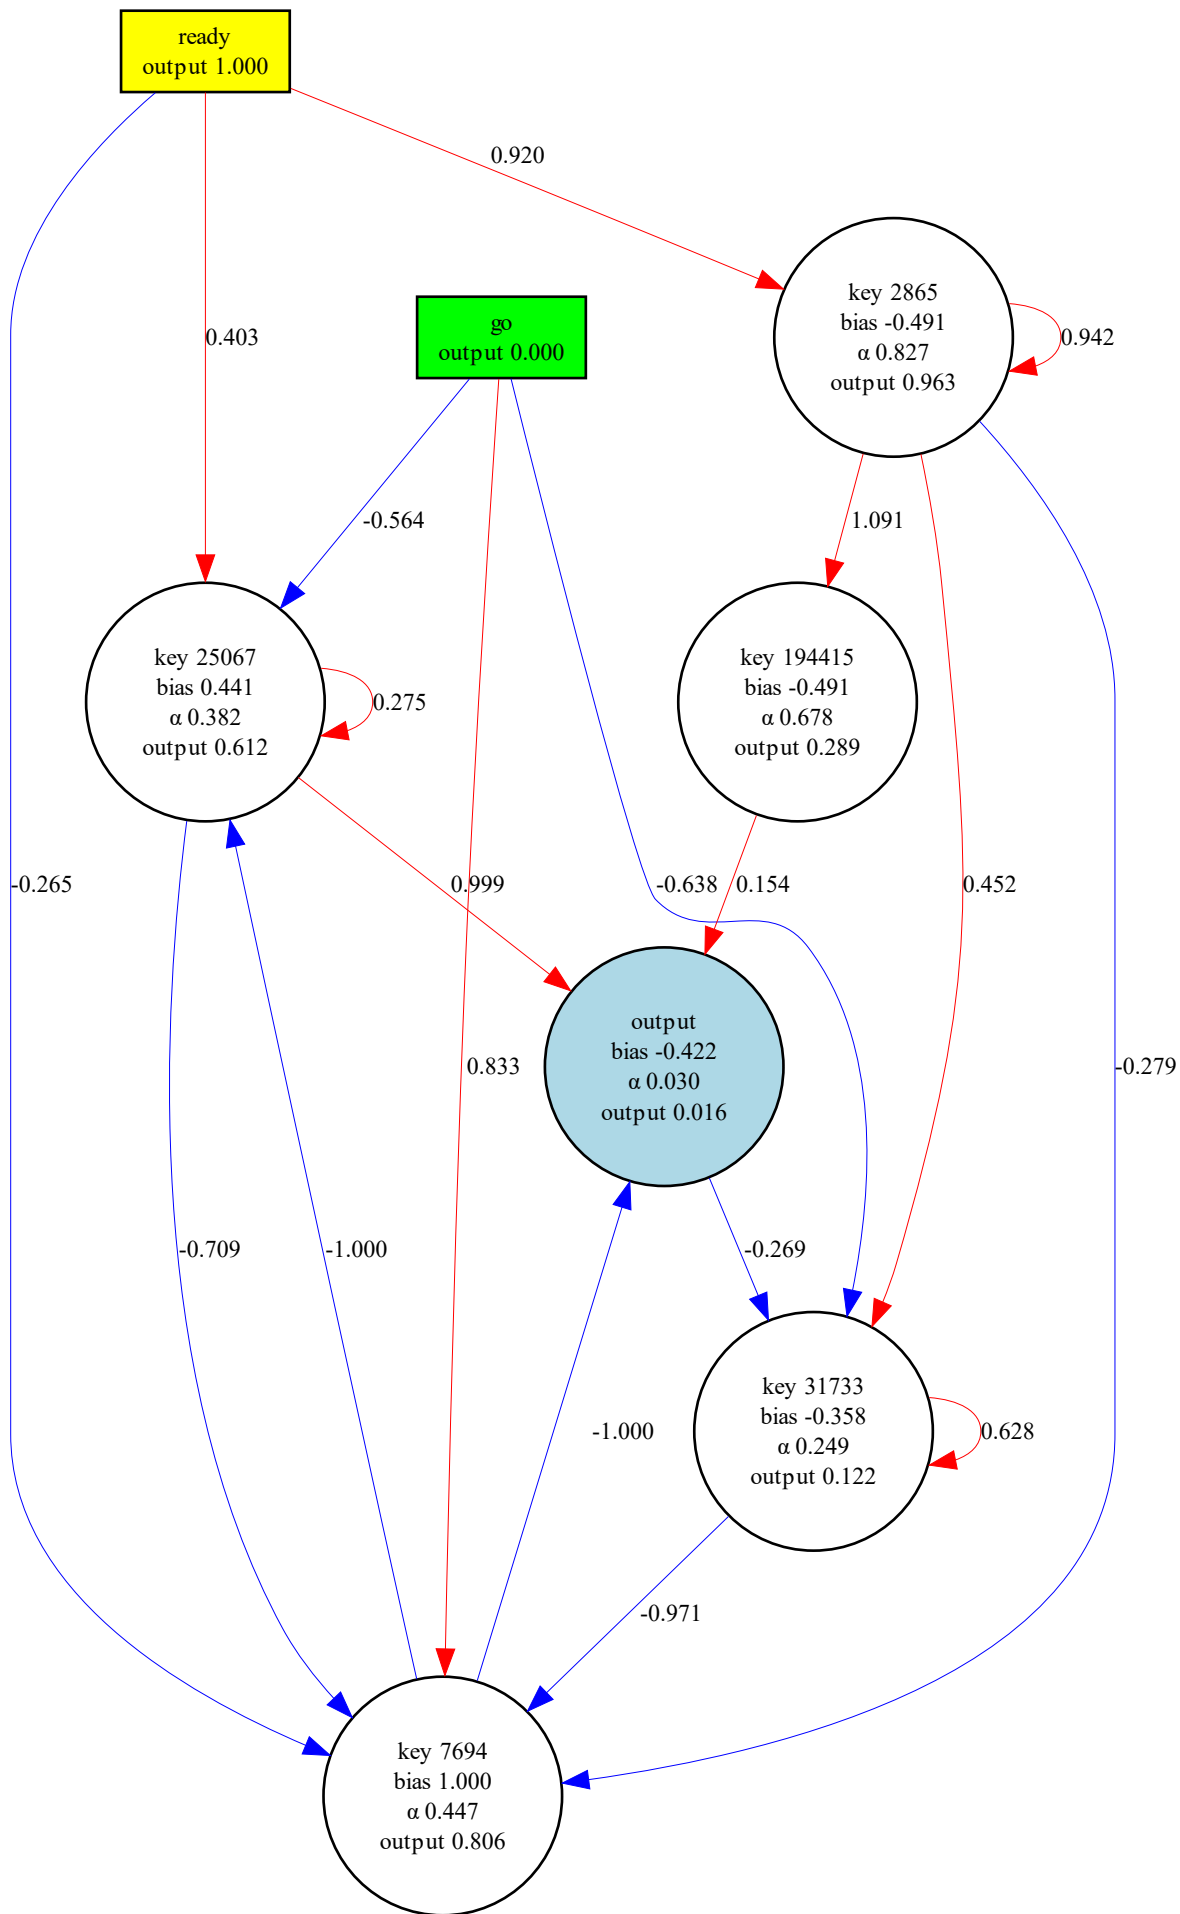 ready
output 1.000
0.920
key 2865
bias -0.491
α 0.827
output 0.963
0.942
go
output 0.000
0.403
-0.564
1.091
key 25067
bias 0.441
α 0.382
output 0.612
0.275
key 194415
bias -0.491
α 0.678
output 0.289
-0.265
0.999
-0.638
0.154
0.452
output
bias -0.422
α 0.030
output 0.016
0.833
-0.279
-0.709
-1.000
-0.269
key 31733
bias -0.358
α 0.249
output 0.122
-1.000
0.628
-0.971
key 7694
bias 1.000
α 0.447
output 0.806